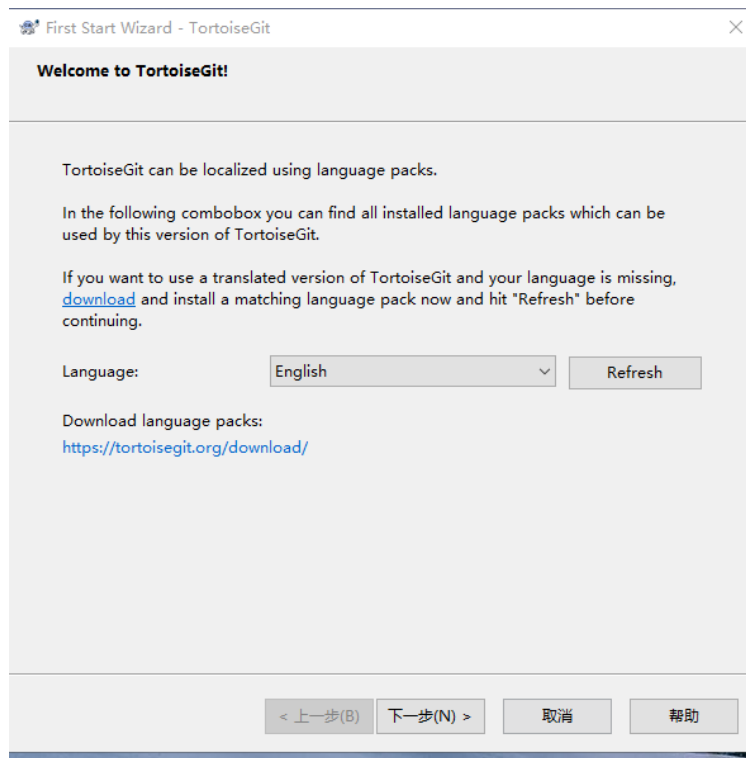 First Start Wizard - TortoiseGit
Welcome to TortoiseGit!
TortoiseGit can be localized using language packs.
In the following combobox you can find all installed language packs which can be
used by this version of TortoiseGit.
If you want to use a translated version of TortoiseGit and your language is missing,
download and install a matching language pack now and hit "Refresh" before
continuing.
Language: English Refresh
Download language packs:
https://tortoisegit.org/download/
< 上一步(B) 下一步(N) > 取消 帮助